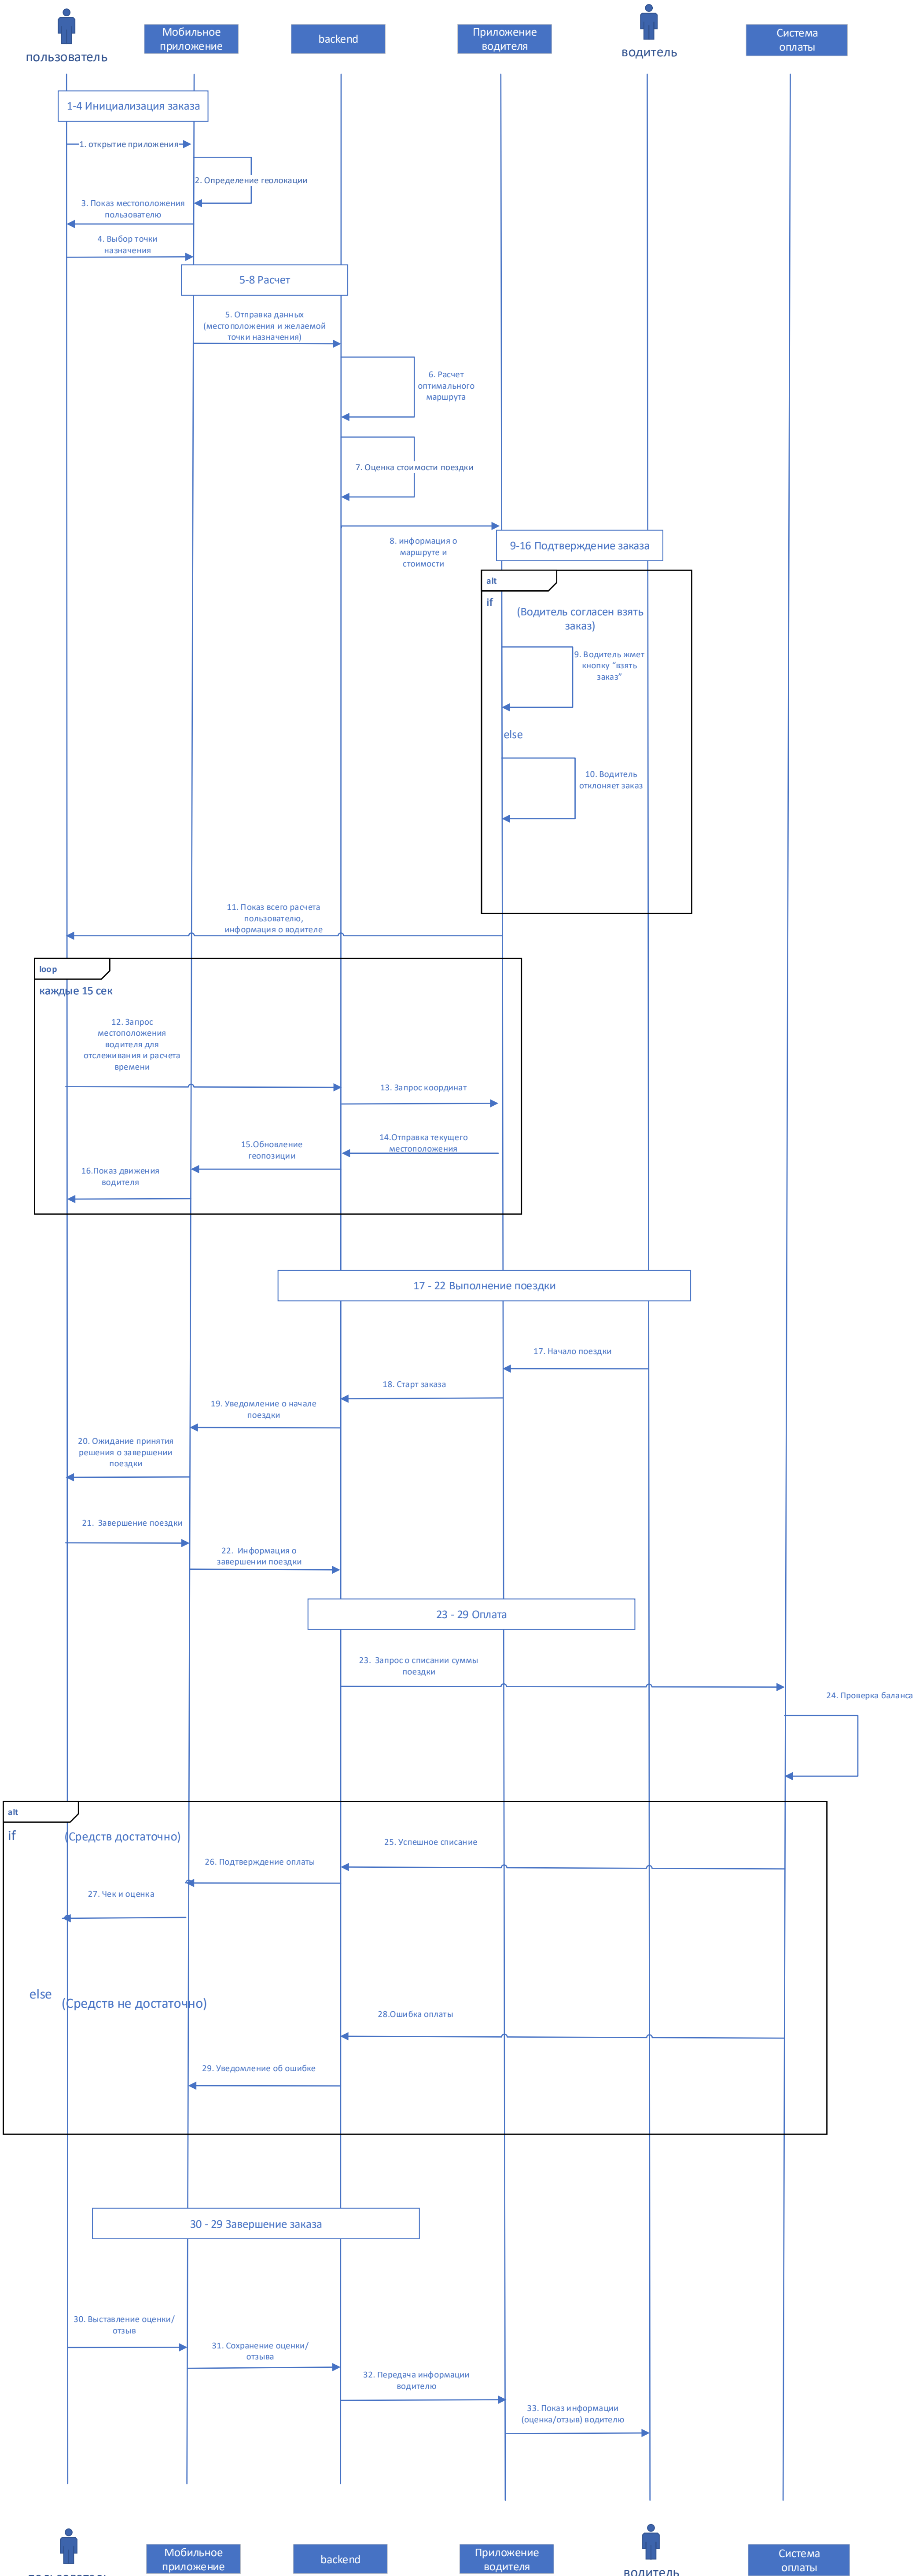 пользователь
Мобильное
приложение
backend
Приложение
водителя
водитель
Система
оплаты
1-4 Инициализация заказа
1. открытие приложения
2. Определение геолокации
3. Показ местоположения
пользователю
4. Выбор точки
назначения
5-8 Расчет
5. Отправка данных
(местоположения и желаемой
точки назначения)
6. Расчет
оптимального
маршрута
7. Оценка стоимости поездки
8. информация о
маршруте и
стоимости
9-16 Подтверждение заказа
alt
if
(Водитель согласен взять
заказ)
9. Водитель жмет
кнопку “взять
заказ”
else
10. Водитель
отклоняет заказ
11. Показ всего расчета
пользователю,
информация о водителе
loop
каждые 15 сек
12. Запрос
местоположения
водителя для
отслеживания и расчета
времени
13. Запрос координат
14.Отправка текущего
местоположения
15.Обновление
геопозиции
16.Показ движения
водителя
17 - 22 Выполнение поездки
17. Начало поездки
18. Старт заказа
19. Уведомление о начале
поездки
20. Ожидание принятия
решения о завершении
поездки
21. Завершение поездки
22. Информация о
завершении поездки
23 - 29 Оплата
23. Запрос о списании суммы
поездки
24. Проверка баланса
alt
if
(Средств достаточно)
25. Успешное списание
26. Подтверждение оплаты
27. Чек и оценка
else
(Средств не достаточно)
28.Ошибка оплаты
29. Уведомление об ошибке
30 - 29 Завершение заказа
30. Выставление оценки/
отзыв
31. Сохранение оценки/
отзыва
32. Передача информации
водителю
33. Показ информации
(оценка/отзыв) водителю
пользователь
Мобильное
приложение
backend
Приложение
водителя
водитель
Система
оплаты